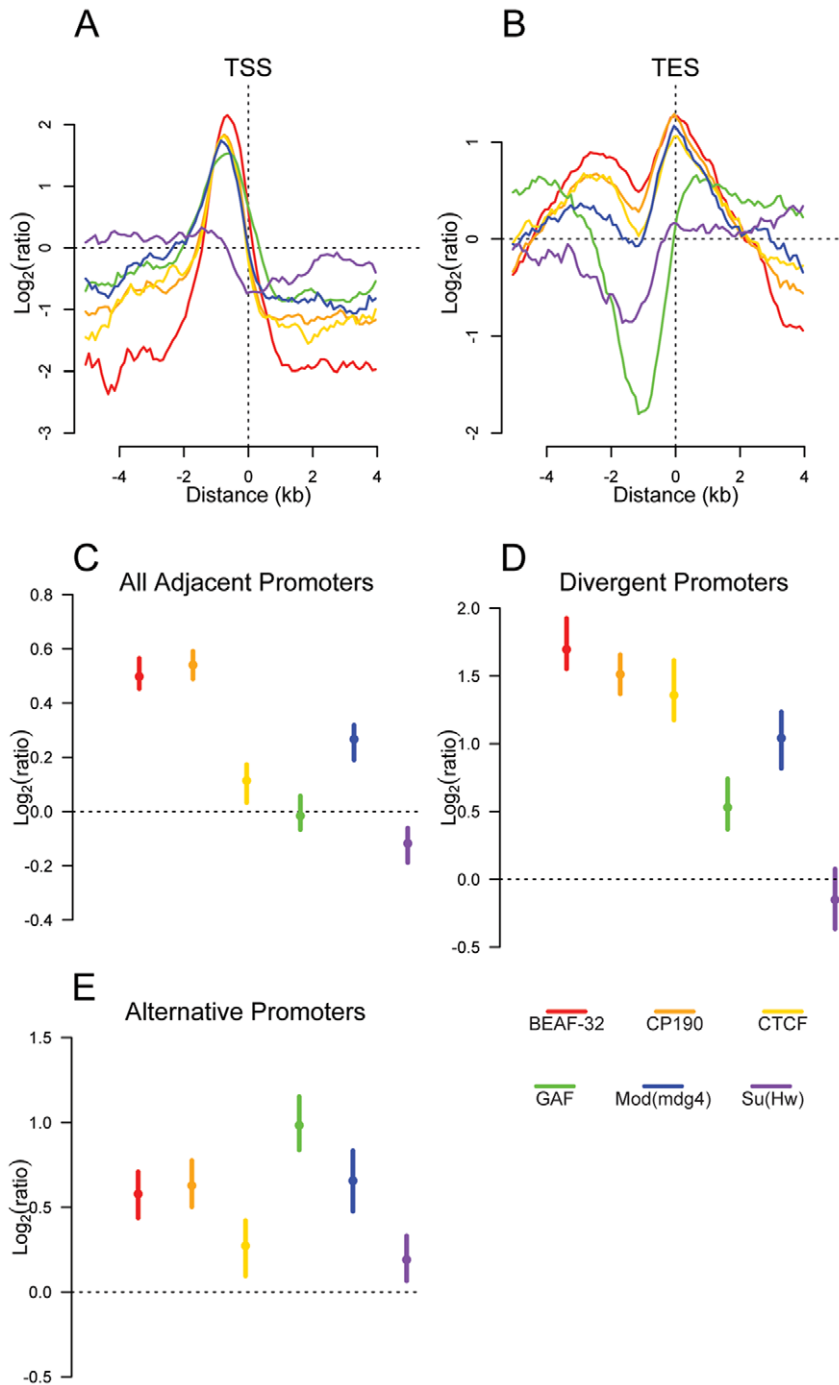 A
TSS
Log2(ratio)
2
1
0
-1
-2
-3
-4
-2
0
2
4
Distance (kb)
B
TES
Log2(ratio)
1
0
-1
-2
-4
-2
0
2
4
Distance (kb)
C
All Adjacent Promoters
Log2(ratio)
0.8
0.6
0.4
0.2
0.0
-0.2
-0.4
D
Divergent Promoters
Log2(ratio)
2.0
1.5
1.0
0.5
0.0
-0.5
E
Alternative Promoters
Log2(ratio)
1.5
1.0
0.5
0.0
-0.5
BEAF-32 CP190 CTCF
GAF Mod(mdg4) Su(Hw)